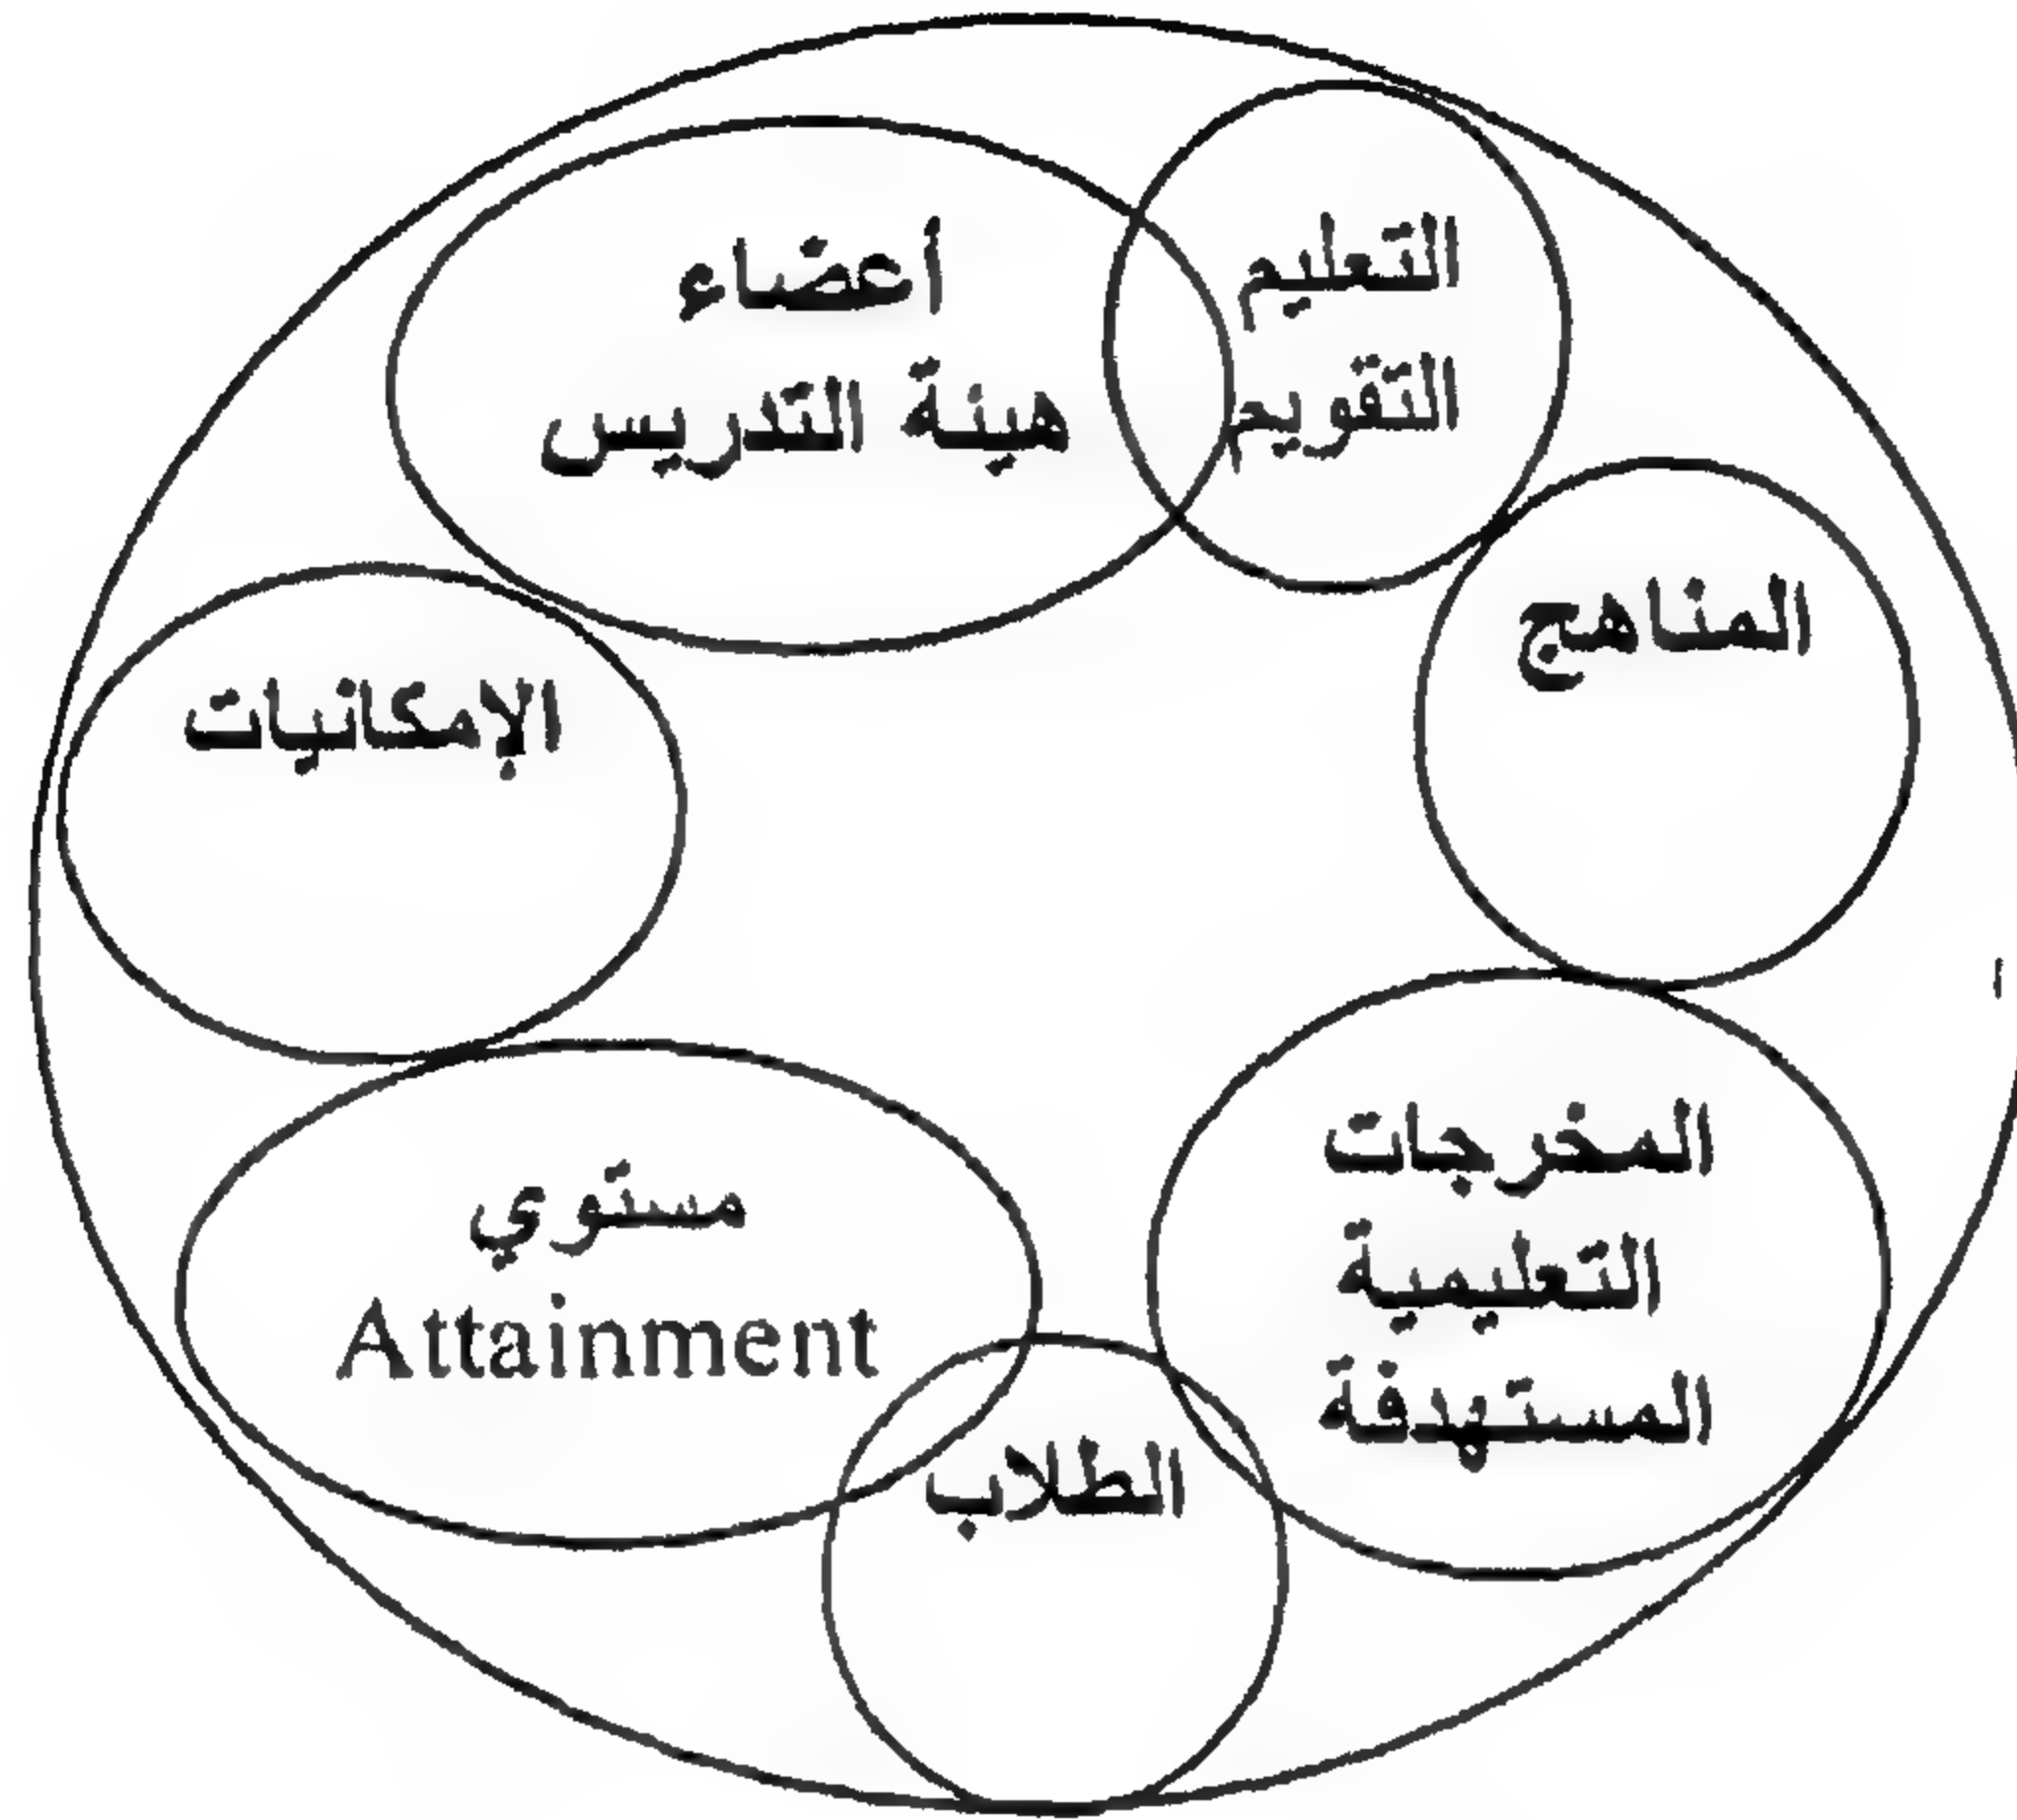 التعليم
التقويم
أعضاء
هيئة التدريس
المناهج
الإمكانيات
المخرجات
التعليمية
المستهدفة
مستوي
Attainment
الطلاب